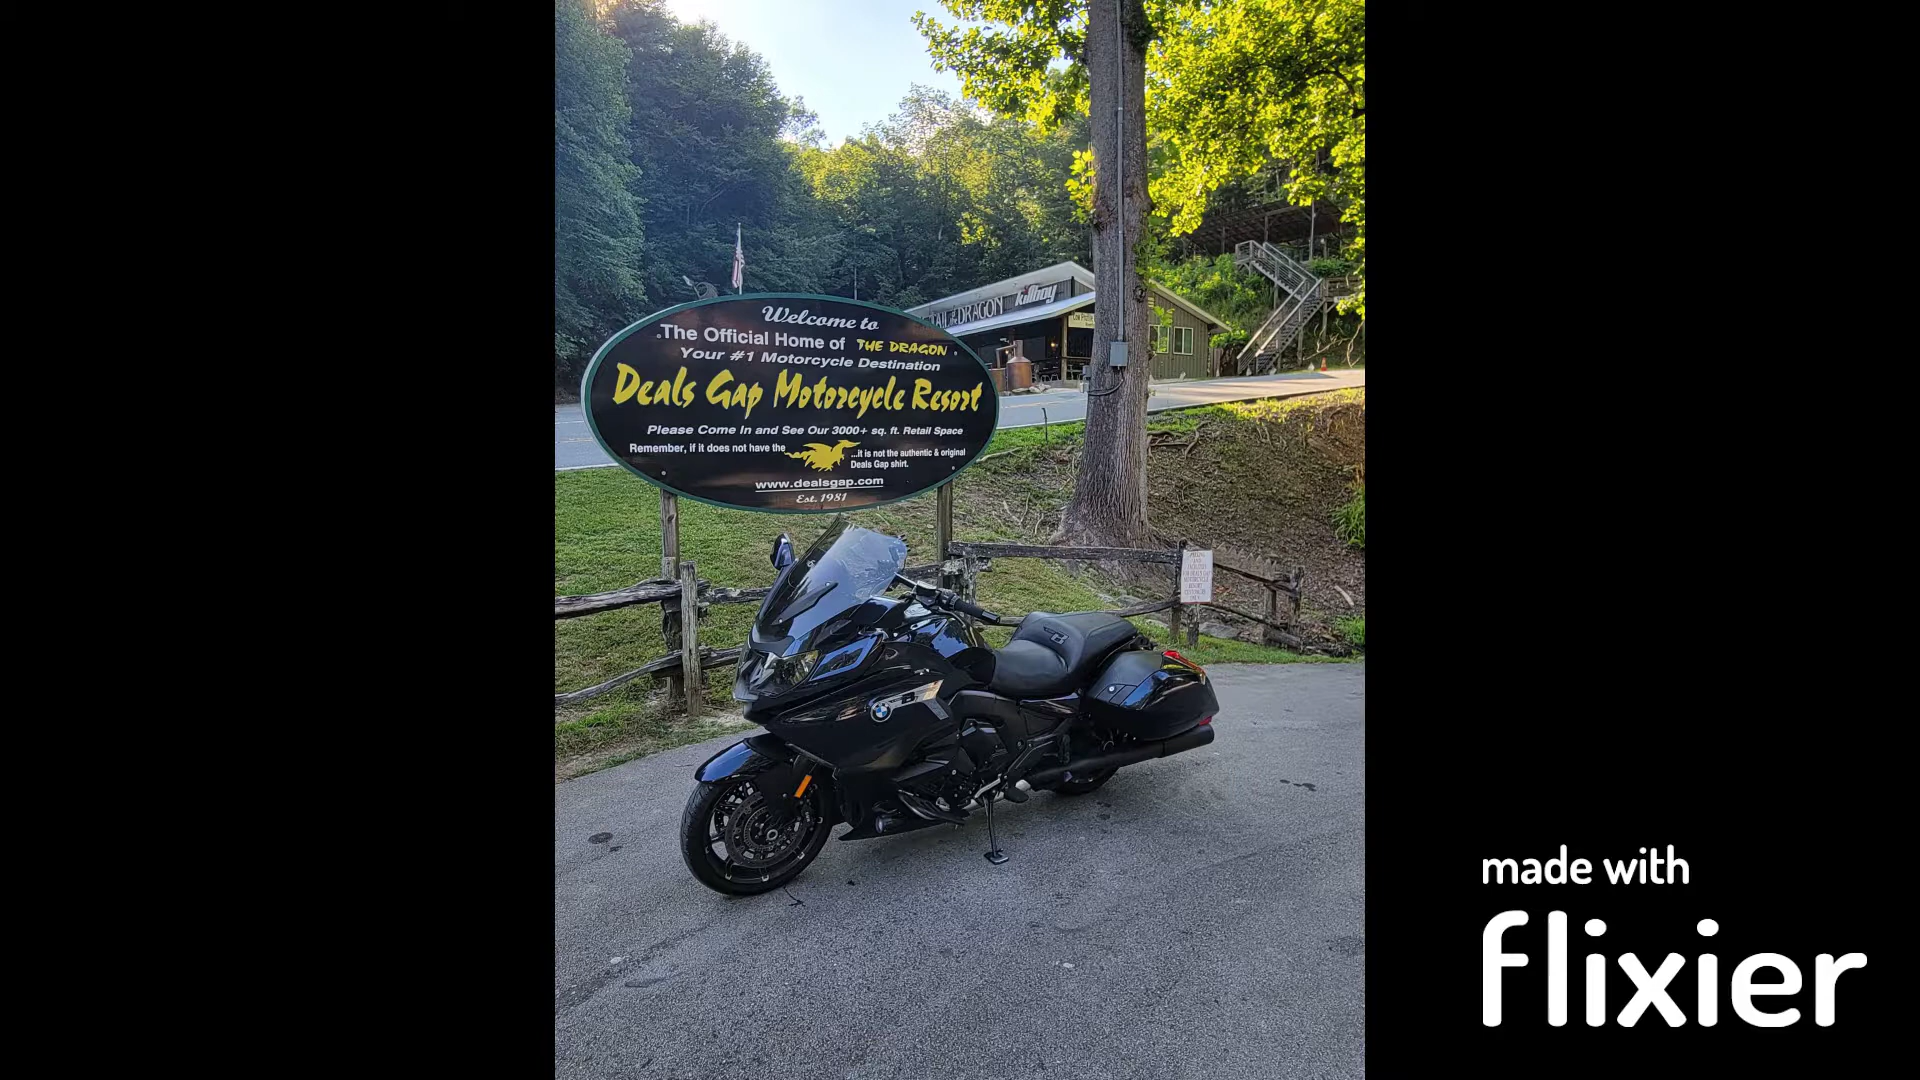 Welcome to
The Official Home of THE DRAGON
Your #1 Motorcycle Destination
Deals Gap Motorcycle Resort
Please Come In and See Our 3000+ sq. ft. Retail Space
Remember, if it does not have the
...it is not the authentic & original
Deals Gap shirt.
www.dealsgap.com
Est. 1981
DRAGON
killboy
B
B
BMW
made with
flixier